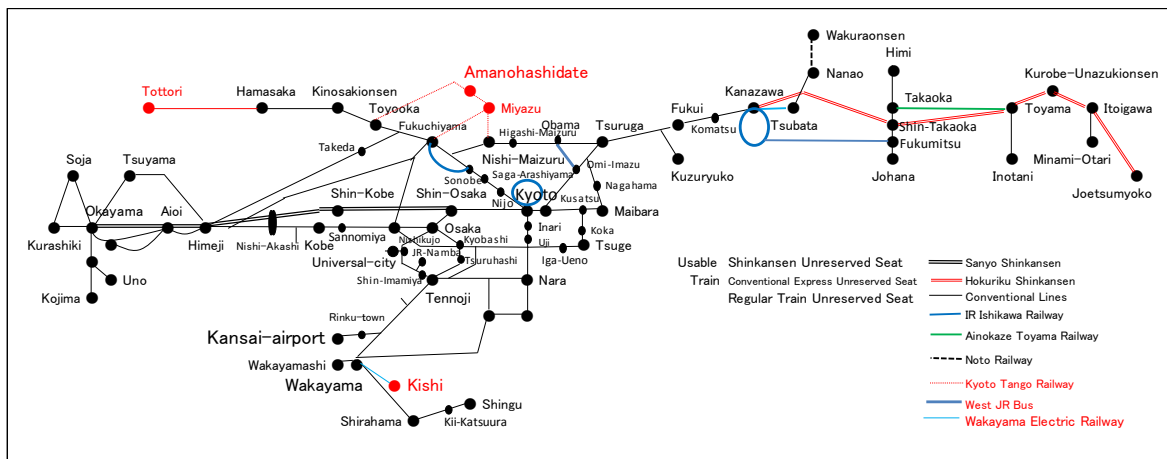 Wakuraonsen
Himi
Nanao
Kurobe-Unazukionsen
Amanohashidate
Tottori
Hamasaka
Kinosakionsen
Miyazu
Kanazawa
Takaoka
Toyama
Itoigawa
Toyooka
Fukui
Komatsu
Tsubata
Shin-Takaoka
Fukuchiyama
Higashi-Maizuru
Obama
Tsuruga
Fukumitsu
Minami-Otari
Soja
Tsuyama
Takeda
Nishi-Maizuru
Omi-Imazu
Kuzuryuko
Johana
Inotani
Joetsumyoko
Sonobe
Saga-Arashiyama
Nagahama
Shin-Kobe
Shin-Osaka
Nijo
Kyoto
Kusatsu
Maibara
Okayama
Aioi
Kurashiki
Himeji
Nishi-Akashi
Kobe
Sannomiya
Osaka
Inari
Koka
Nishikujo
Kyobashi
Uji
Tsuge
Universal-city
JR-Namba
Tsuruhashi
Iga-Ueno
Uno
Shin-Imamiya
Tennoji
Nara
Kojima
Rinku-town
Kansai-airport
Wakayamashi
Wakayama
Kishi
Shingu
Shirahama
Kii-Katsuura
Usable Shinkansen Unreserved Seat
Train Conventional Express Unreserved Seat
Regular Train Unreserved Seat
Sanyo Shinkansen
Hokuriku Shinkansen
Conventional Lines
IR Ishikawa Railway
Ainokaze Toyama Railway
Noto Railway
Kyoto Tango Railway
West JR Bus
Wakayama Electric Railway